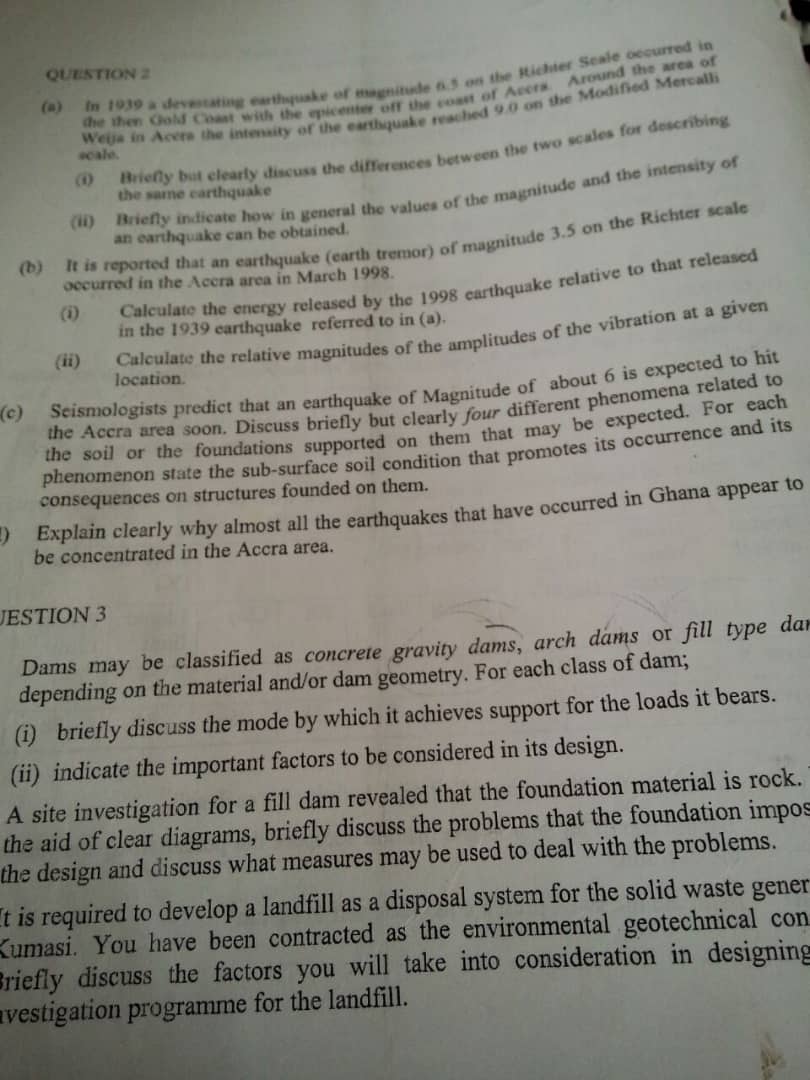 QUESTION 2
(a) In 1939 a devastating earthquake of magnitude 6.5 on the Richter Scale occurred in
the then Gold Coast with the epicenter off the coast of Accra. Around the area of
Weija in Accra the intensity of the earthquake reached 9.0 on the Modified Mercalli
scale.
(i) Briefly but clearly discuss the differences between the two scales for describing
the same earthquake
(ii) Briefly indicate how in general the values of the magnitude and the intensity of
an earthquake can be obtained.
(b) It is reported that an earthquake (earth tremor) of magnitude 3.5 on the Richter scale
occurred in the Accra area in March 1998.
(i) Calculate the energy released by the 1998 earthquake relative to that released
in the 1939 earthquake referred to in (a).
(ii) Calculate the relative magnitudes of the amplitudes of the vibration at a given
location.
(c) Seismologists predict that an earthquake of Magnitude of about 6 is expected to hit
the Accra area soon. Discuss briefly but clearly four different phenomena related to
the soil or the foundations supported on them that may be expected. For each
phenomenon state the sub-surface soil condition that promotes its occurrence and its
consequences on structures founded on them.
) Explain clearly why almost all the earthquakes that have occurred in Ghana appear to
be concentrated in the Accra area.
UESTION 3
Dams may be classified as concrete gravity dams, arch dams or fill type dam
depending on the material and/or dam geometry. For each class of dam;
(i) briefly discuss the mode by which it achieves support for the loads it bears.
(ii) indicate the important factors to be considered in its design.
A site investigation for a fill dam revealed that the foundation material is rock.
the aid of clear diagrams, briefly discuss the problems that the foundation impos
the design and discuss what measures may be used to deal with the problems.
It is required to develop a landfill as a disposal system for the solid waste gener
Kumasi. You have been contracted as the environmental geotechnical con
Briefly discuss the factors you will take into consideration in designing
nvestigation programme for the landfill.